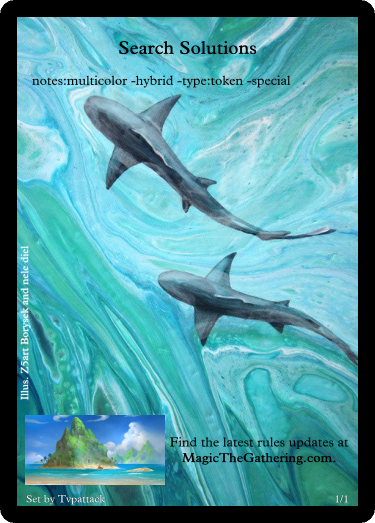 Search Solutions
notes:multicolor -hybrid -type:token -special
Illus. Z5art Borysek and nele diel
Find the latest rules updates at
MagicTheGathering.com.
Set by Tvpattack
1/1